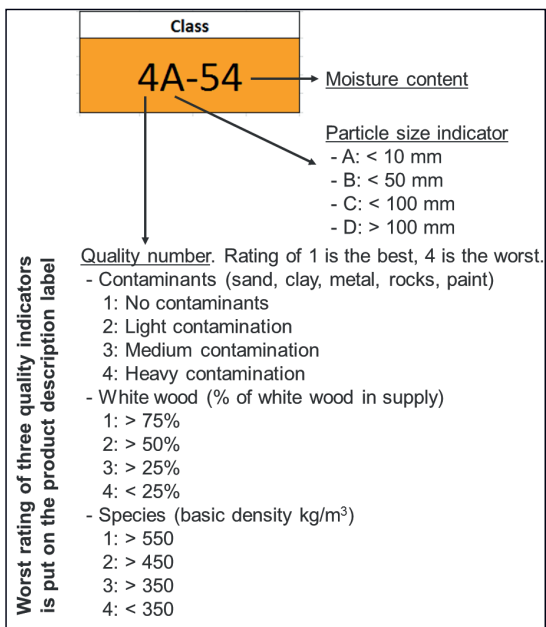 Class
4A-54
Moisture content
Particle size indicator
- A: < 10 mm
- B: < 50 mm
- C: < 100 mm
- D: > 100 mm
Quality number. Rating of 1 is the best, 4 is the worst.
- Contaminants (sand, clay, metal, rocks, paint)
1: No contaminants
2: Light contamination
3: Medium contamination
4: Heavy contamination
- White wood (% of white wood in supply)
1: > 75%
2: > 50%
3: > 25%
4: < 25%
- Species (basic density kg/m³)
1: > 550
2: > 450
3: > 350
4: < 350
Worst rating of three quality indicators
is put on the product description label